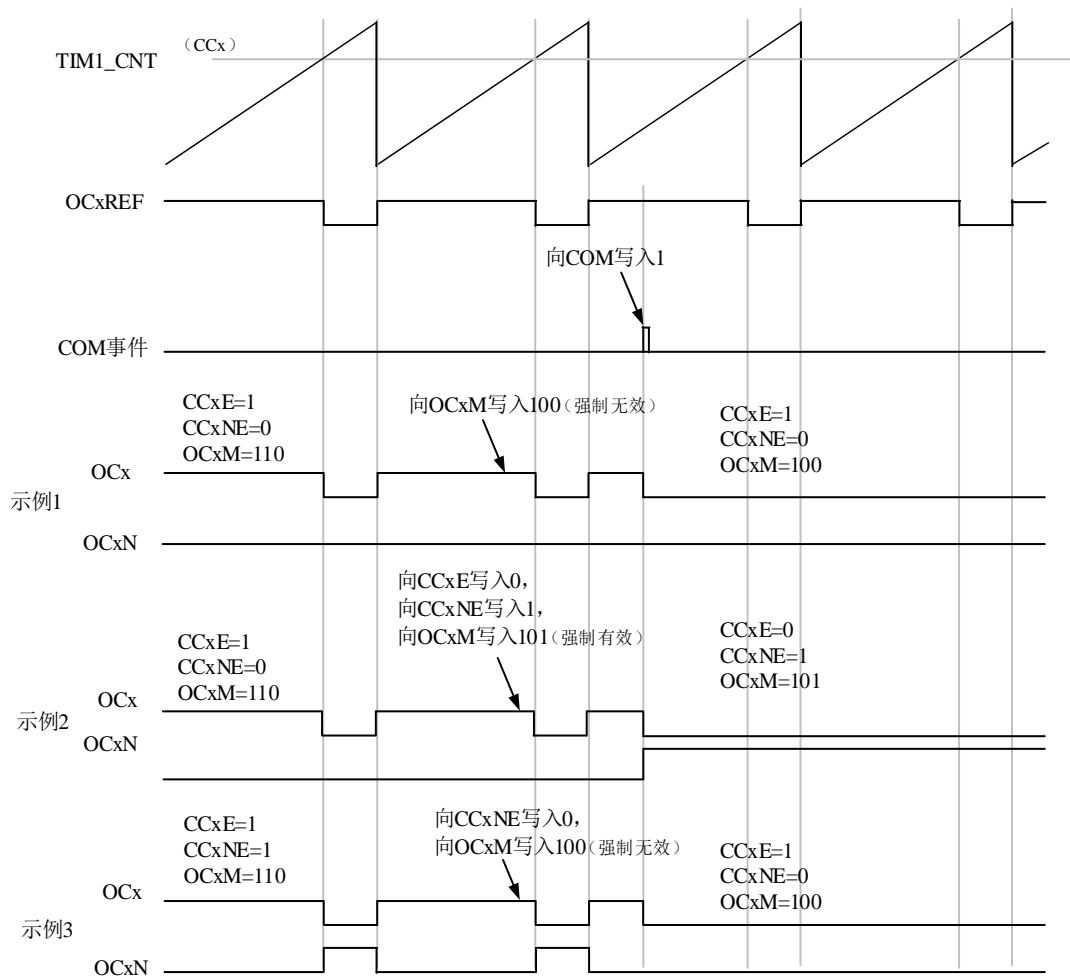 （CCx）
TIM1_CNT
OCxREF
向COM写入1
COM事件
CCxE=1
CCxNE=0
OCxM=110
向OCxM写入100（强制无效）
CCxE=1
CCxNE=0
OCxM=100
OCx
示例1
OCxN
向CCxE写入0，
向CCxNE写入1，
向OCxM写入101（强制有效）
CCxE=1
CCxNE=0
OCxM=110
CCxE=0
CCxNE=1
OCxM=101
OCx
示例2
OCxN
CCxE=1
CCxNE=1
OCxM=110
向CCxNE写入0，
向OCxM写入100（强制无效）
CCxE=1
CCxNE=0
OCxM=100
OCx
示例3
OCxN